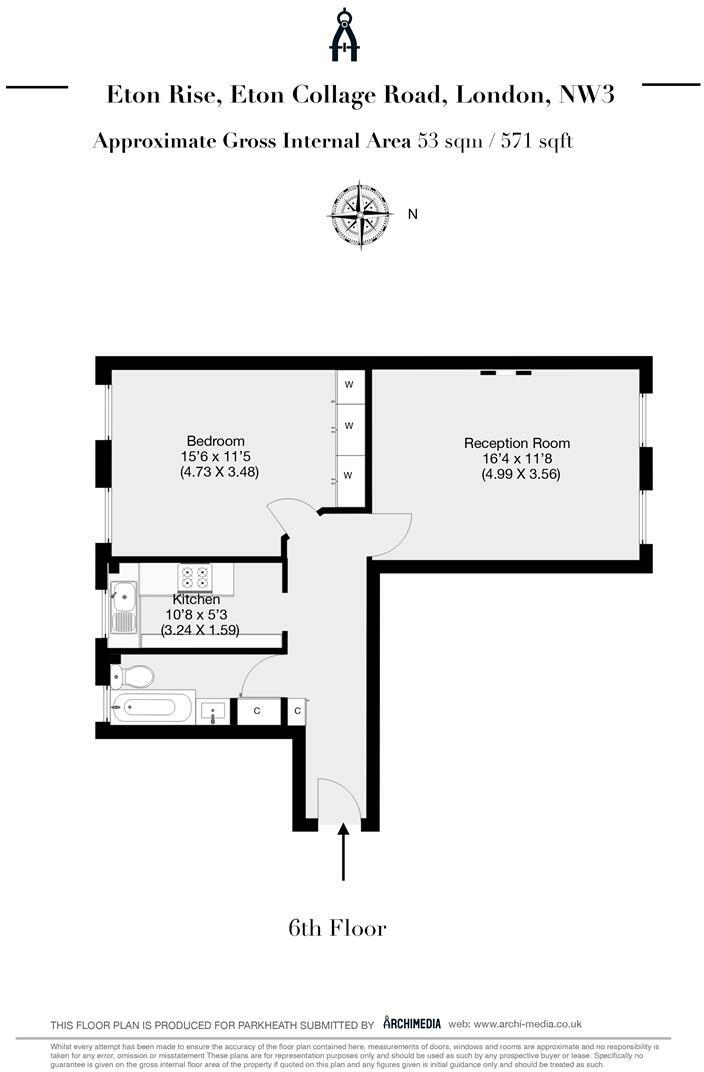 Eton Rise, Eton Collage Road, London, NW3
Approximate Gross Internal Area 53 sqm / 571 sqft
N
W
W
W
Bedroom
15'6 x 11'5
(4.73 X 3.48)
Reception Room
16'4 x 11'8
(4.99 X 3.56)
Kitchen
10'8 x 5'3
(3.24 X 1.59)
C
C
6th Floor
THIS FLOOR PLAN IS PRODUCED FOR PARKHEATH SUBMITTED BY ARCHIMEDIA web: www.archi-media.co.uk
Whilst every attempt has been made to ensure the accuracy of the floor plan contained here, measurements of doors, windows and rooms are approximate and no responsibility is
taken for any error, omission or misstatement These plans are for representation purposes only and should be used as such by any prospective buyer or lease. Specifically no
guarantee is given on the gross internal floor area of the property if quoted on this plan and any figures given is initial guidance only and should be treated as such.